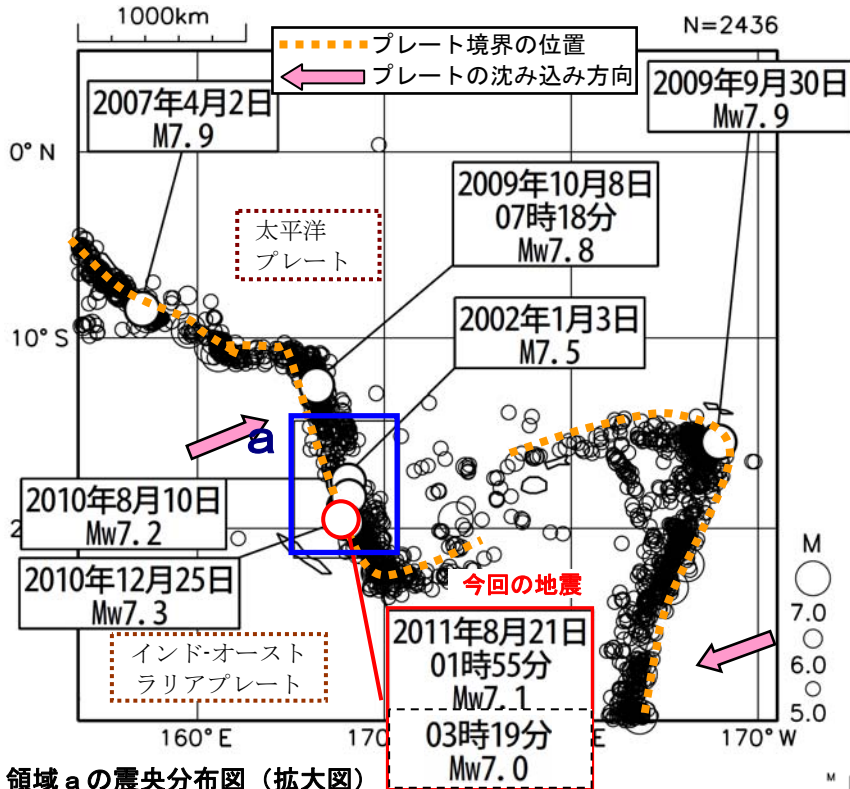 1000km
N=2436
プレート境界の位置
プレートの沈み込み方向
2007年4月2日
M7.9
2009年9月30日
Mw7.9
0°N
2009年10月8日
07時18分
Mw7.8
太平洋
プレート
10°S
2002年1月3日
M7.5
a
2010年8月10日
Mw7.2
2
2010年12月25日
Mw7.3
今回の地震
M
7.0
6.0
5.0
2011年8月21日
01時55分
Mw7.1
インド-オースト
ラリアプレート
03時19分
Mw7.0
160°E
170
E
170°W
領域aの震央分布図（拡大図）
M